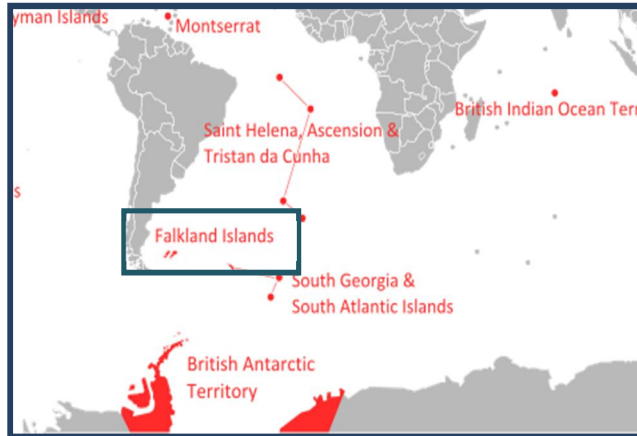 yman Islands
Montserrat
British Indian Ocean Terr
Saint Helena, Ascension &
Tristan da Cunha
s
Falkland Islands
South Georgia &
South Atlantic Islands
British Antarctic
Territory